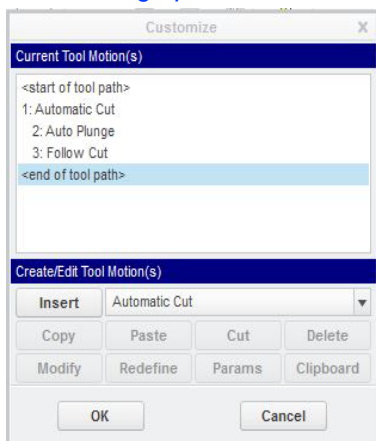 Customize X
Current Tool Motion(s)
<start of tool path>
1: Automatic Cut
2: Auto Plunge
3: Follow Cut
<end of tool path>
Create/Edit Tool Motion(s)
Insert Automatic Cut
Copy Paste Cut Delete
Modify Redefine Params Clipboard
OK Cancel